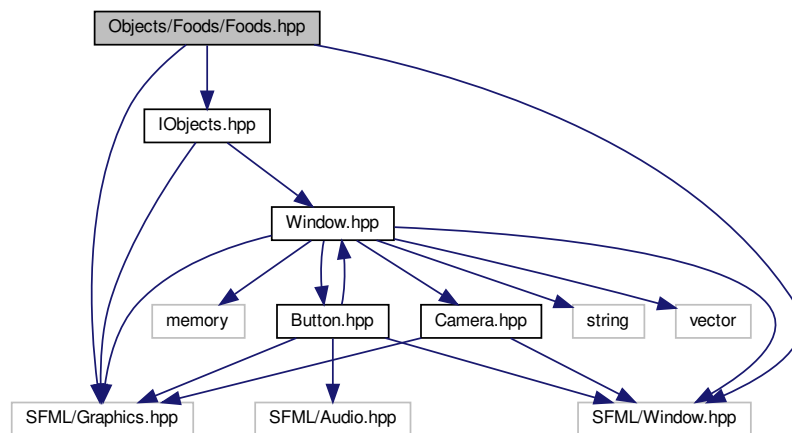 Objects/Foods/Foods.hpp
IObjects.hpp
Window.hpp
memory
Button.hpp
Camera.hpp
string
vector
SFML/Graphics.hpp
SFML/Audio.hpp
SFML/Window.hpp